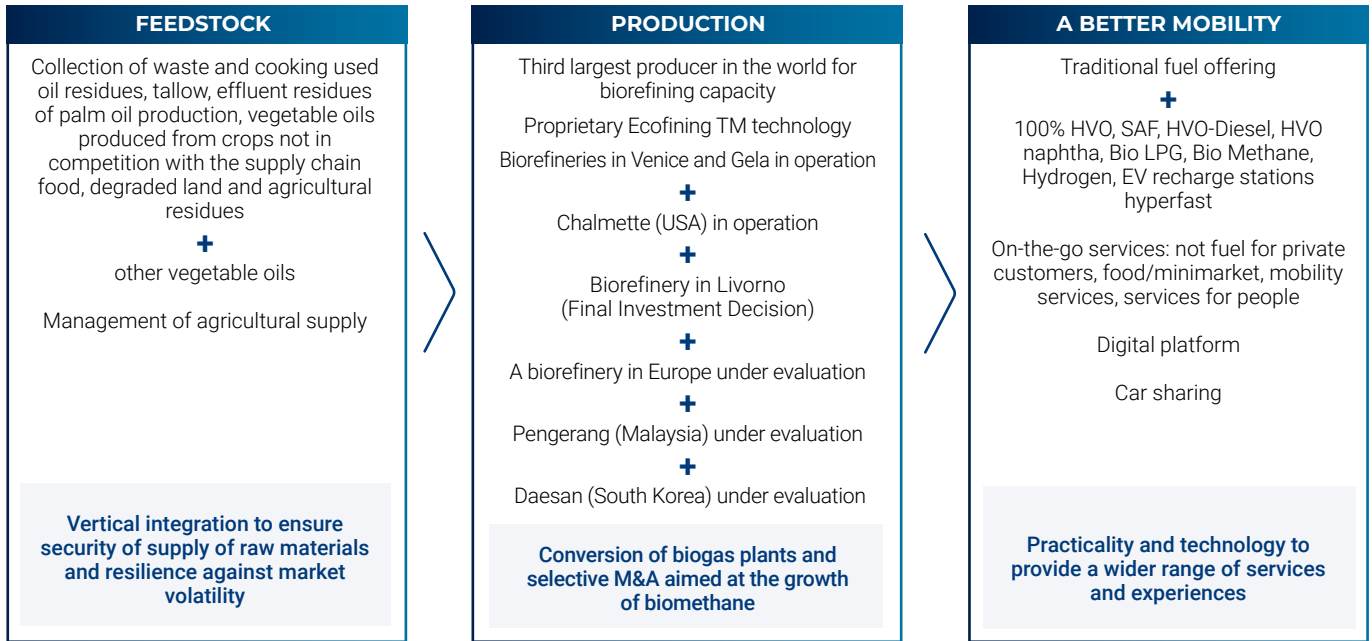 FEEDSTOCK
Collection of waste and cooking used
oil residues, tallow, effluent residues
of palm oil production, vegetable oils
produced from crops not in
competition with the supply chain
food, degraded land and agricultural
residues
+
other vegetable oils
Management of agricultural supply
Vertical integration to ensure
security of supply of raw materials
and resilience against market
volatility
PRODUCTION
Third largest producer in the world for
biorefining capacity
Proprietary Ecofining TM technology
Biorefineries in Venice and Gela in operation
+
Chalmette (USA) in operation
+
Biorefinery in Livorno
(Final Investment Decision)
+
A biorefinery in Europe under evaluation
+
Pengerang (Malaysia) under evaluation
+
Daesan (South Korea) under evaluation
Conversion of biogas plants and
selective M&A aimed at the growth
of biomethane
A BETTER MOBILITY
Traditional fuel offering
+
100% HVO, SAF, HVO-Diesel, HVO
naphtha, Bio LPG, Bio Methane,
Hydrogen, EV recharge stations
hyperfast
On-the-go services: not fuel for private
customers, food/minimarket, mobility
services, services for people
Digital platform
Car sharing
Practicality and technology to
provide a wider range of services
and experiences